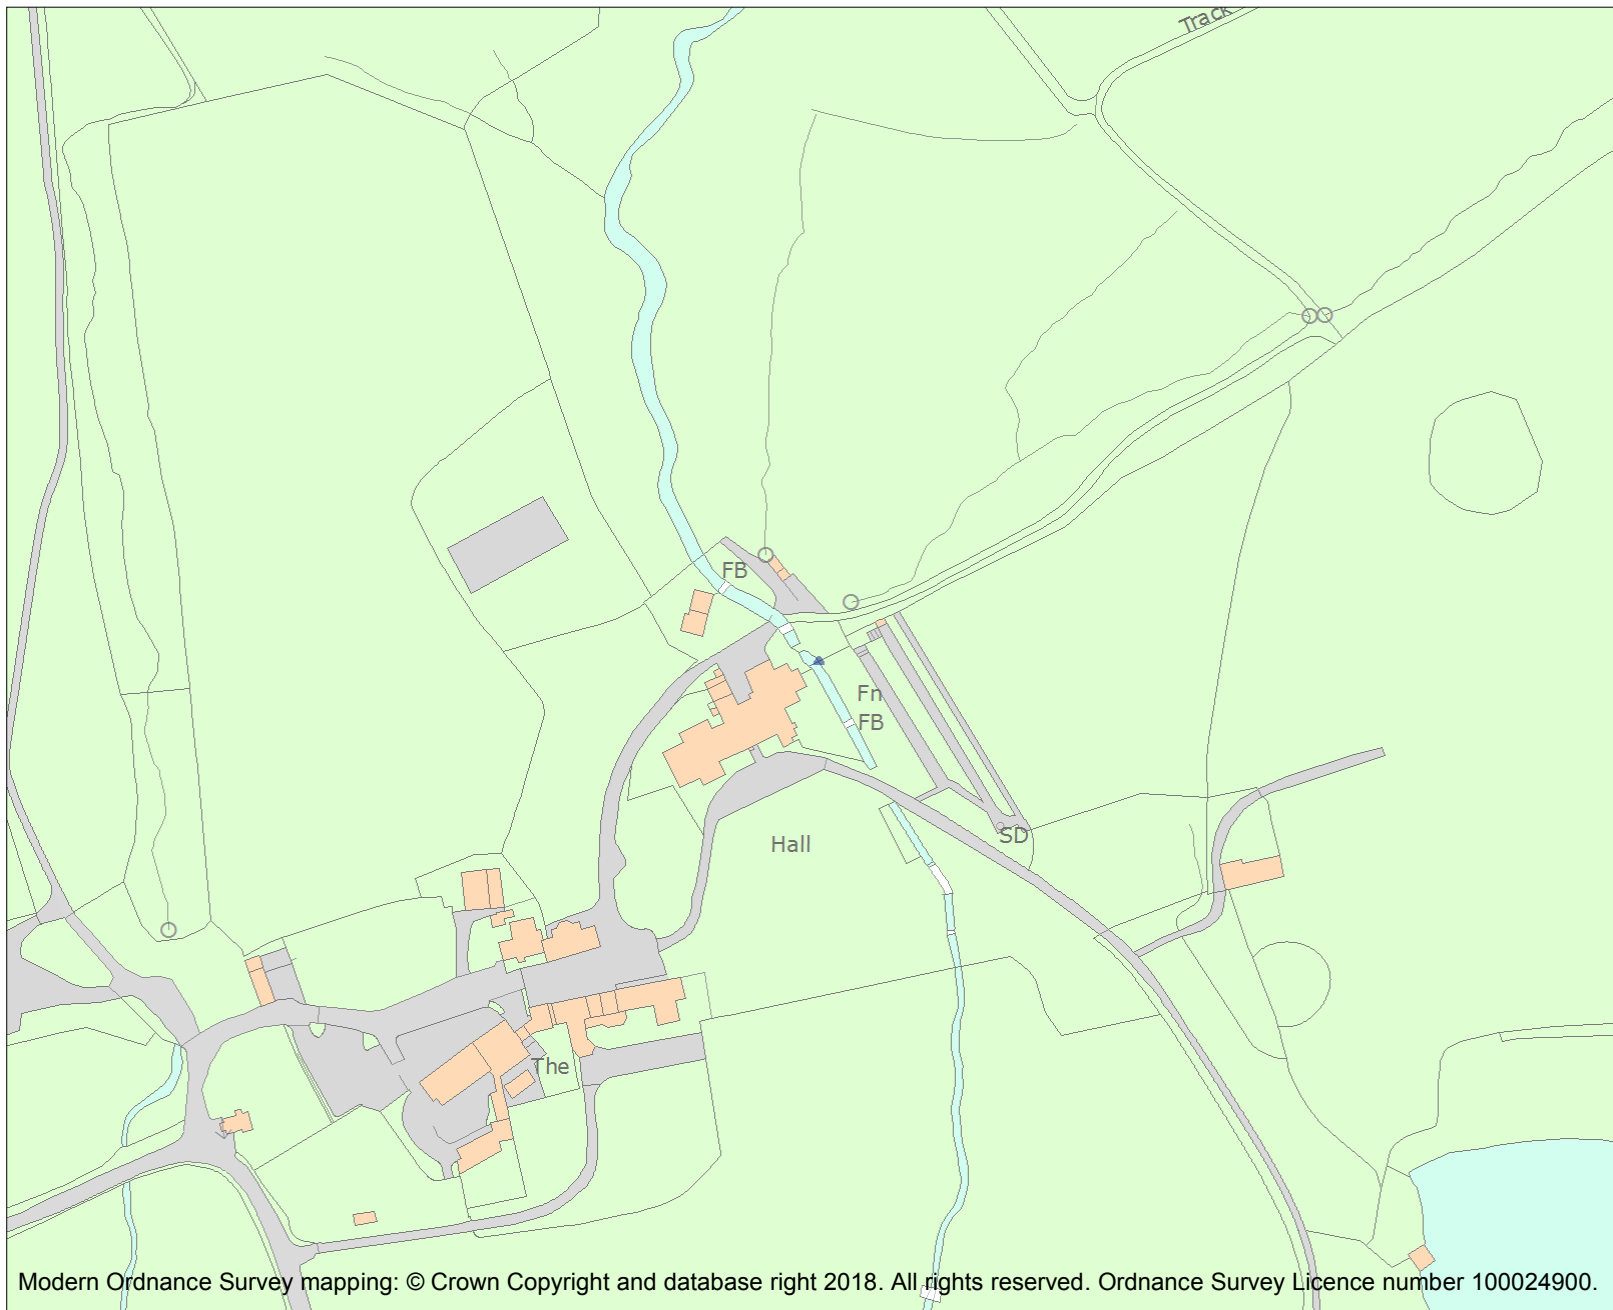 Track
FB
Fn
FB
SD
Hall
The
Modern Ordnance Survey mapping: © Crown Copyright and database right 2018. All rights reserved. Ordnance Survey Licence number 100024900.